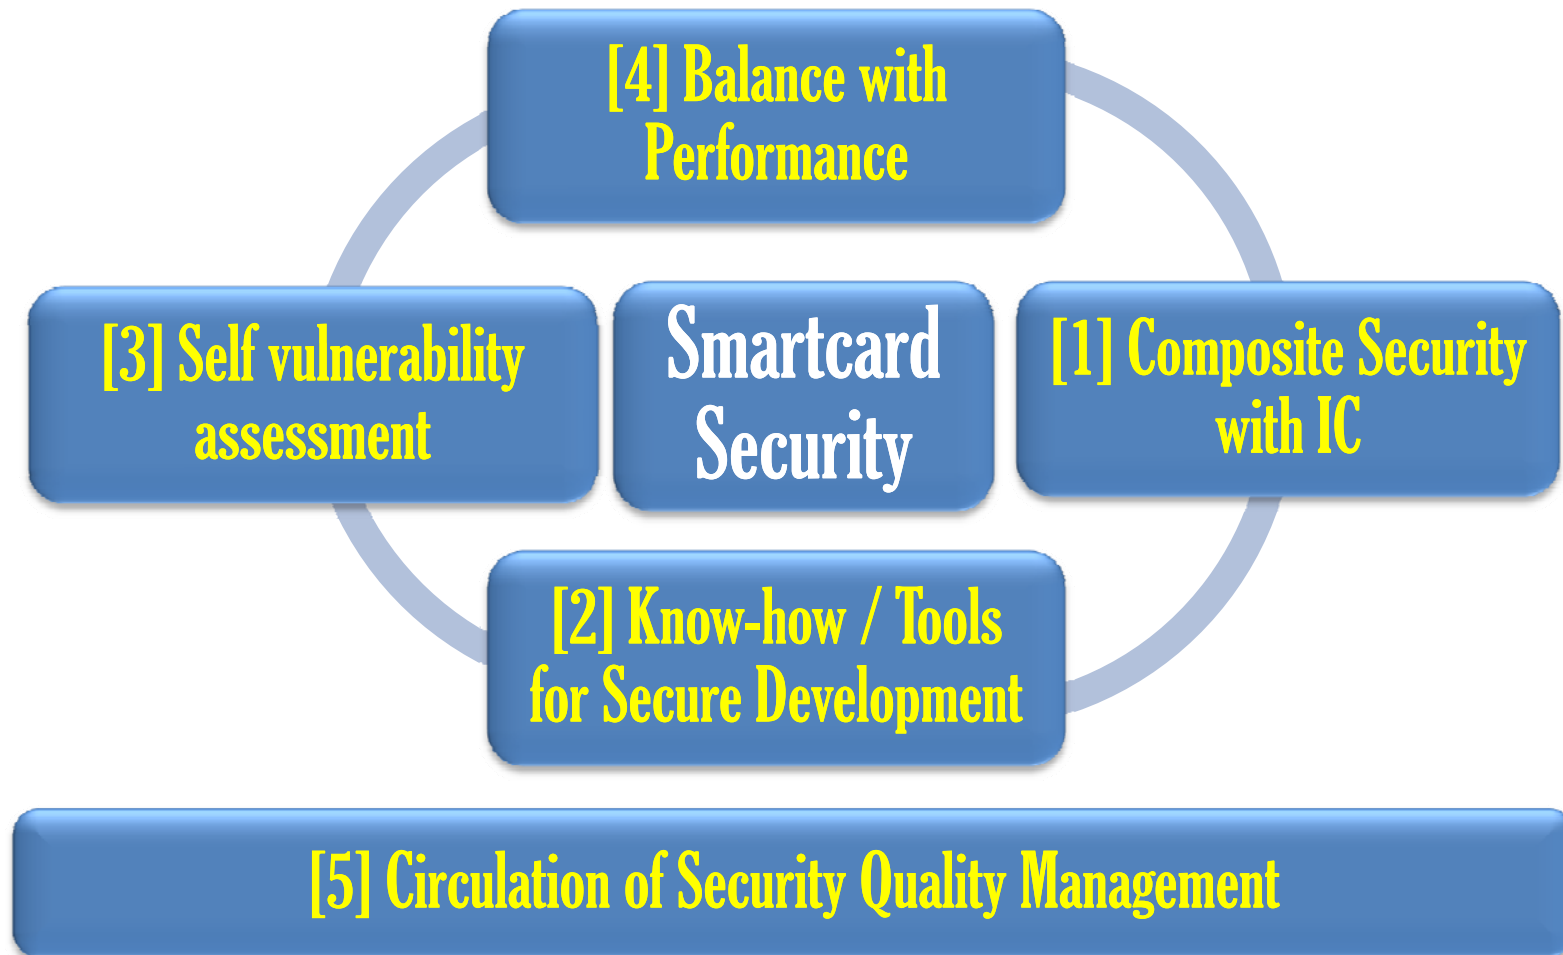 [4] Balance with
Performance
[3] Self vulnerability
assessment
Smartcard
Security
[1] Composite Security
with IC
[2] Know-how / Tools
for Secure Development
[5] Circulation of Security Quality Management